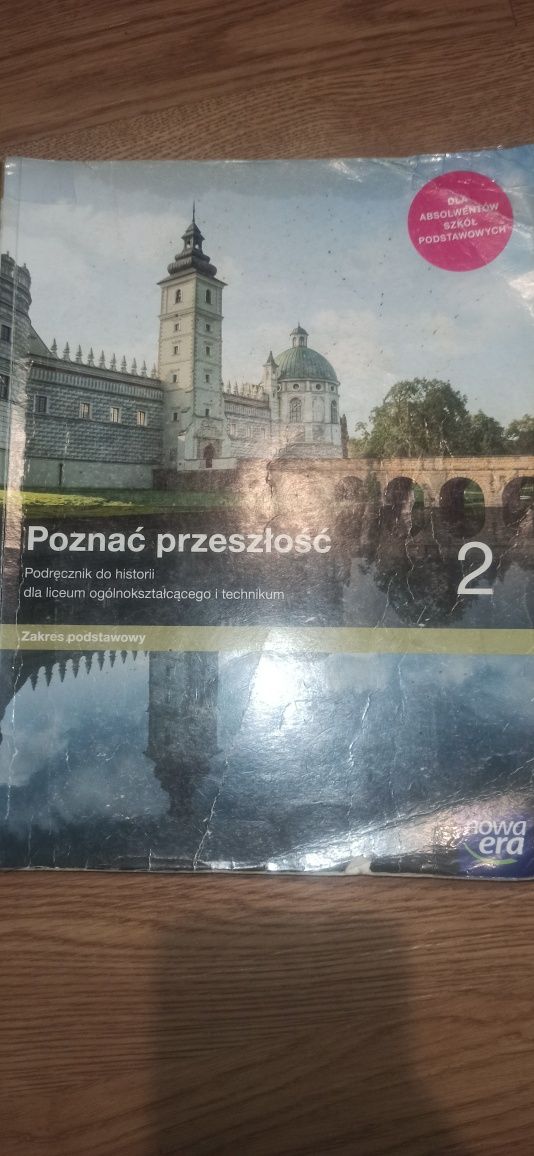 DLA
ABSOLWENTÓW
SZKÓŁ
PODSTAWOWYCH
Poznać przeszłość
2
Podręcznik do historii
dla liceum ogólnokształcącego i technikum
Zakres podstawowy
nowa
era